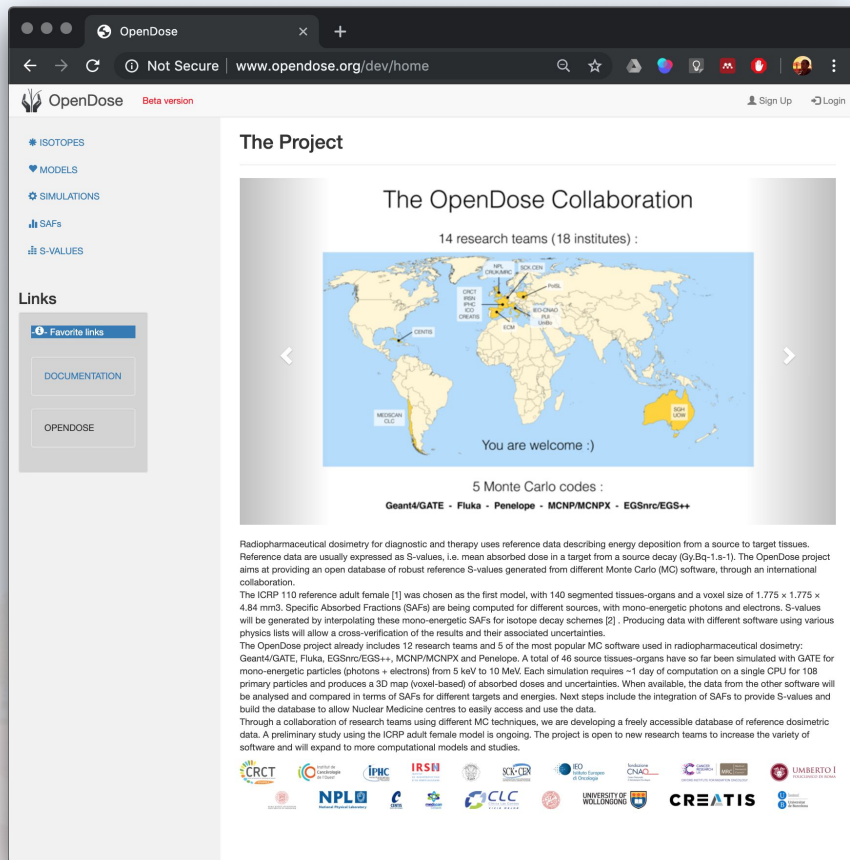 OpenDose
Not Secure | www.opendose.org/dev/home
OpenDose Beta version
Sign Up
Login
ISOTOPES
MODELS
SIMULATIONS
SAFs
S-VALUES
Links
- Favorite links
DOCUMENTATION
OPENDOSE
The Project
The OpenDose Collaboration
14 research teams (18 institutes) :
NPL
CRUK/MRC
SCK CEN
PoSL
CRCT
IRSN
IPHC
ICO
CREATIS
IEO-CNAO
PUI
UniBo
ECM
CENTIS
MEDSCAN
CLC
SGH
UOW
You are welcome :)
5 Monte Carlo codes :
Geant4/GATE - Fluka - Penelope - MCNP/MCNPX - EGSnrc/EGS++
Radiopharmaceutical dosimetry for diagnostic and therapy uses reference data describing energy deposition from a source to target tissues.
Reference data are usually expressed as S-values, i.e. mean absorbed dose in a target from a source decay (Gy.Bq-1.s-1). The OpenDose project
aims at providing an open database of robust reference S-values generated from different Monte Carlo (MC) software, through an international
collaboration.
The ICRP 110 reference adult female [1] was chosen as the first model, with 140 segmented tissues-organs and a voxel size of 1.775 × 1.775 ×
4.84 mm3. Specific Absorbed Fractions (SAFs) are being computed for different sources, with mono-energetic photons and electrons. S-values
will be generated by interpolating these mono-energetic SAFs for isotope decay schemes [2] . Producing data with different software using various
physics lists will allow a cross-verification of the results and their associated uncertainties.
The OpenDose project already includes 12 research teams and 5 of the most popular MC software used in radiopharmaceutical dosimetry:
Geant4/GATE, Fluka, EGSnrc/EGS++, MCNP/MCNPX and Penelope. A total of 46 source tissues-organs have so far been simulated with GATE for
mono-energetic particles (photons + electrons) from 5 keV to 10 MeV. Each simulation requires ~1 day of computation on a single CPU for 108
primary particles and produces a 3D map (voxel-based) of absorbed doses and uncertainties. When available, the data from the other software will
be analysed and compared in terms of SAFs for different targets and energies. Next steps include the integration of SAFs to provide S-values and
build the database to allow Nuclear Medicine centres to easily access and use the data.
Through a collaboration of research teams using different MC techniques, we are developing a freely accessible database of reference dosimetric
data. A preliminary study using the ICRP adult female model is ongoing. The project is open to new research teams to increase the variety of
software and will expand to more computational models and studies.
CRCT
Institut de
Cancérologie
de l'Ouest
iPHC
IRSN
SCK•CEN
IEO
Istituto Europeo
di Oncologia
CNAO
MRC
UMBERTO I
POLICLINICO DI ROMA
NPL
National Physical Laboratory
CLC
UNIVERSITY OF
WOLLONGONG
CREATIS
Universitat
de Barcelona